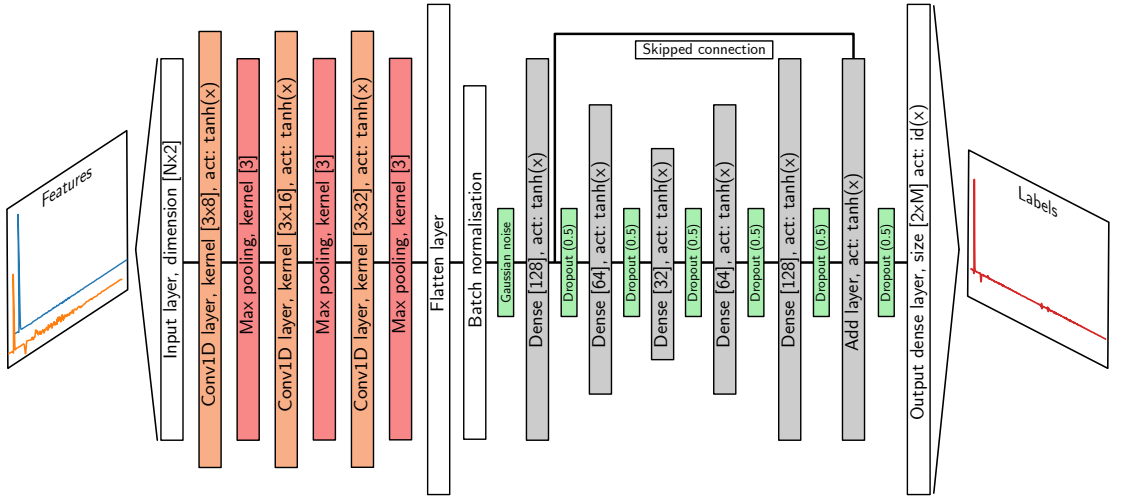 Features
Input layer, dimension [Nx2]
Conv1D layer, kernel [3x8], act: tanh(x)
Max pooling, kernel [3]
Conv1D layer, kernel [3x16], act: tanh(x)
Max pooling, kernel [3]
Conv1D layer, kernel [3x32], act: tanh(x)
Max pooling, kernel [3]
Flatten layer
Batch normalisation
Gaussian noise
Dense [128], act: tanh(x)
Skipped connection
Dropout (0.5)
Dense [64], act: tanh(x)
Dropout (0.5)
Dense [32], act: tanh(x)
Dropout (0.5)
Dense [64], act: tanh(x)
Dropout (0.5)
Dense [128], act: tanh(x)
Dropout (0.5)
Add layer, act: tanh(x)
Dropout (0.5)
Output dense layer, size [2xM] act: id(x)
Labels